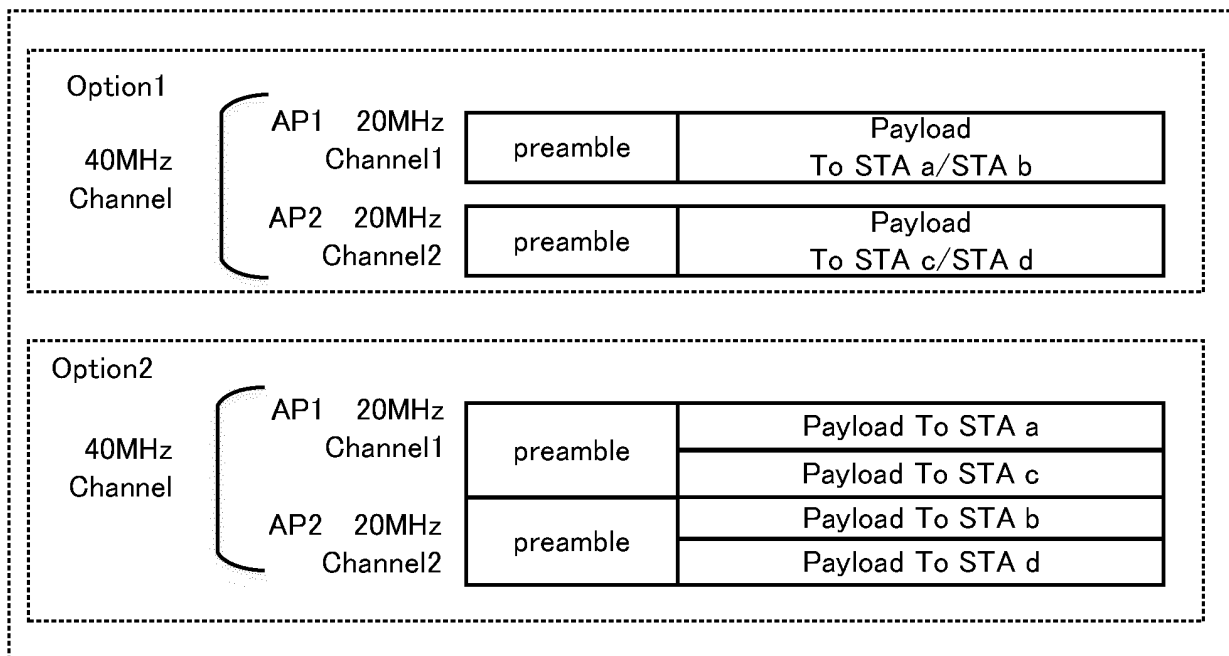 Option1
40MHz
Channel
AP1 20MHz
Channel1
preamble
Payload
To STA a/STA b
AP2 20MHz
Channel2
preamble
Payload
To STA c/STA d
Option2
40MHz
Channel
AP1 20MHz
Channel1
preamble
Payload To STA a
Payload To STA c
AP2 20MHz
Channel2
preamble
Payload To STA b
Payload To STA d